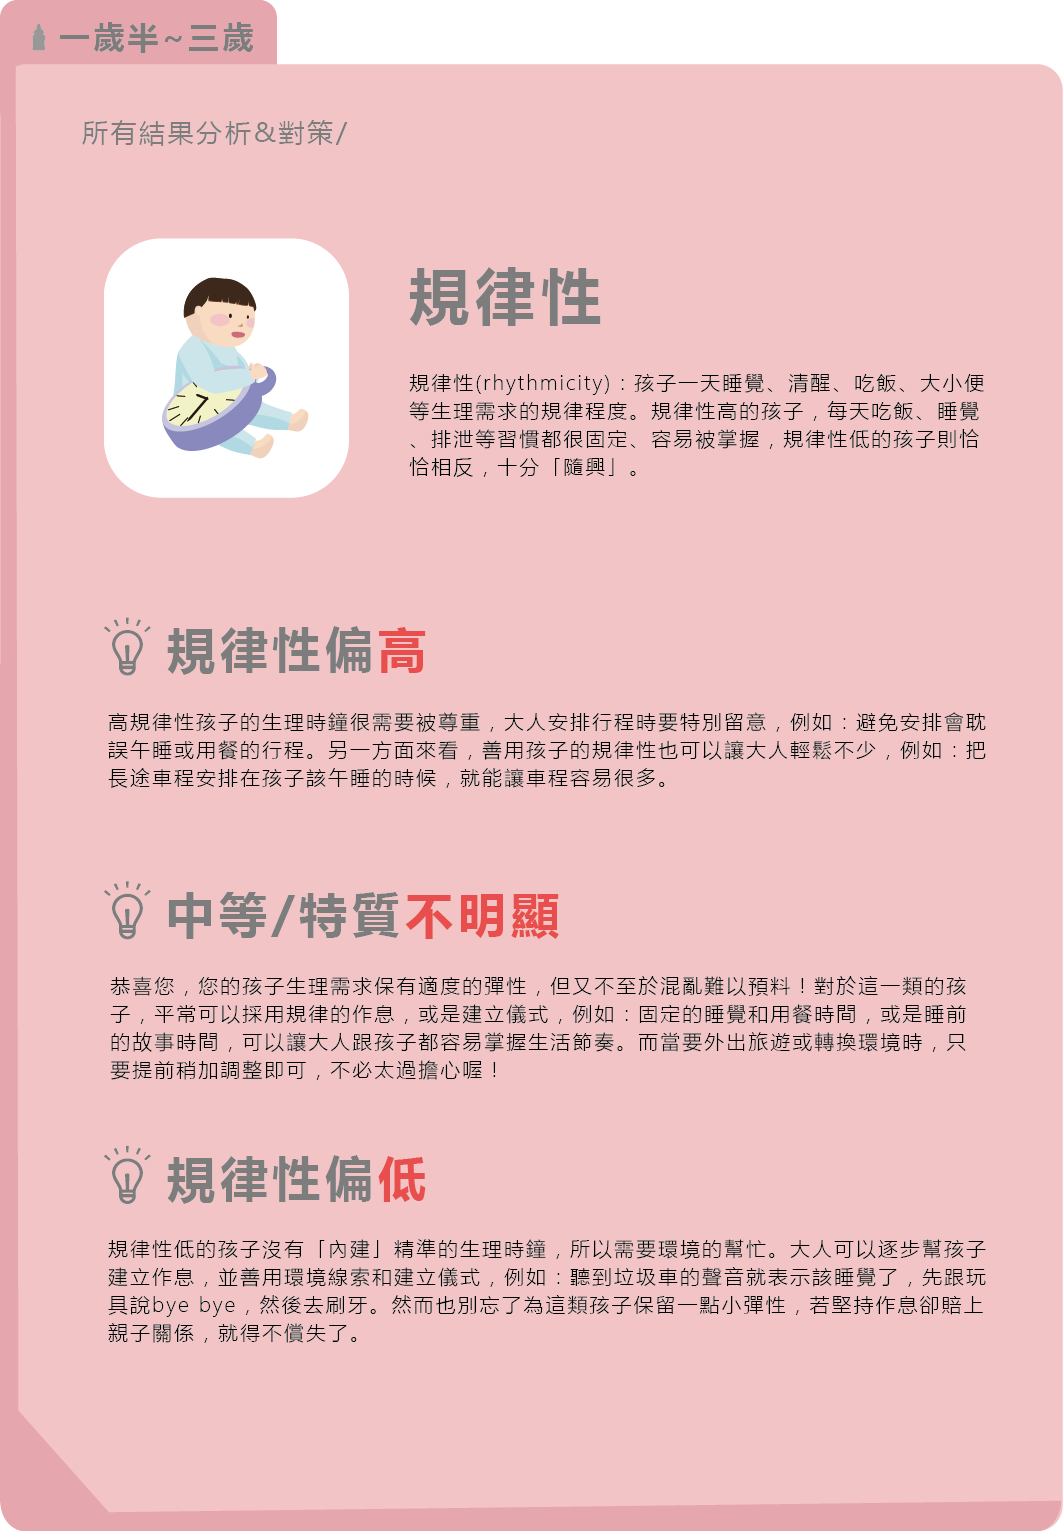 一歲半~三歲
所有結果分析&對策/
規律性
規律性(rhythmicity)：孩子一天睡覺、清醒、吃飯、大小便
等生理需求的規律程度。規律性高的孩子，每天吃飯、睡覺
、排泄等習慣都很固定、容易被掌握，規律性低的孩子則恰
恰相反，十分「隨興」。
規律性偏高
高規律性孩子的生理時鐘很需要被尊重，大人安排行程時要特別留意，例如：避免安排會耽
誤午睡或用餐的行程。另一方面來看，善用孩子的規律性也可以讓大人輕鬆不少，例如：把
長途車程安排在孩子該午睡的時候，就能讓車程容易很多。
中等/特質不明顯
恭喜您，您的孩子生理需求保有適度的彈性，但又不至於混亂難以預料！對於這一類的孩
子，平常可以採用規律的作息，或是建立儀式，例如：固定的睡覺和用餐時間，或是睡前
的故事時間，可以讓大人跟孩子都容易掌握生活節奏。而當要外出旅遊或轉換環境時，只
要提前稍加調整即可，不必太過擔心喔！
規律性偏低
規律性低的孩子沒有「內建」精準的生理時鐘，所以需要環境的幫忙。大人可以逐步幫孩子
建立作息，並善用環境線索和建立儀式，例如：聽到垃圾車的聲音就表示該睡覺了，先跟玩
具說bye bye，然後去刷牙。然而也別忘了為這類孩子保留一點小彈性，若堅持作息卻賠上
親子關係，就得不償失了。